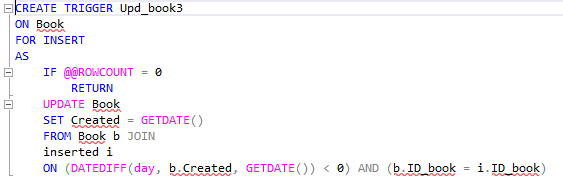 CREATE TRIGGER Upd_book3
ON Book
FOR INSERT
AS
IF @@ROWCOUNT = 0
RETURN
UPDATE Book
SET Created = GETDATE()
FROM Book b JOIN
inserted i
ON (DATEDIFF(day, b.Created, GETDATE()) < 0) AND (b.ID_book = i.ID_book)